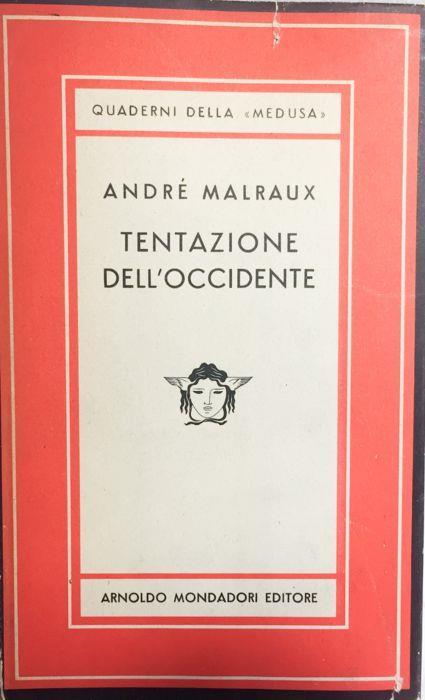 QUADERNI DELLA «MEDUSA»
ANDRÉ MALRAUX
TENTAZIONE
DELL'OCCIDENTE
ARNOLDO MONDADORI EDITORE